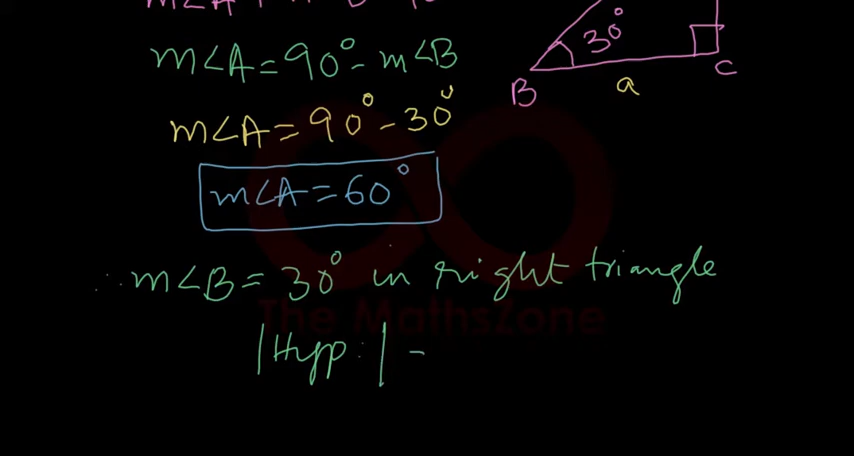 m∠A = 90° - m∠B
m∠A = 90° - 30°
m∠A = 60°
∴ m∠B = 30° in right triangle
|Hyp:| -
30°
B
a
C
The MathsZone